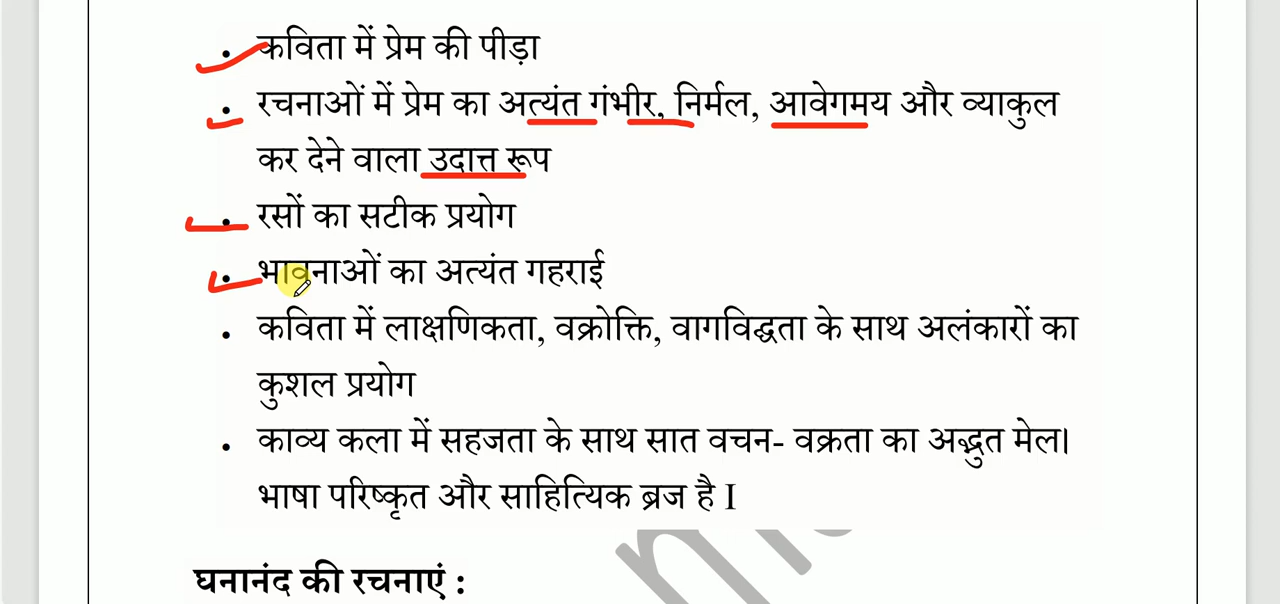 • कविता में प्रेम की पीड़ा
• रचनाओं में प्रेम का अत्यंत गंभीर, निर्मल, आवेगमय और व्याकुल
कर देने वाला उदात्त रूप
• रसों का सटीक प्रयोग
• भावनाओं का अत्यंत गहराई
• कविता में लाक्षणिकता, वक्रोक्ति, वागविद्धता के साथ अलंकारों का
कुशल प्रयोग
• काव्य कला में सहजता के साथ सात वचन- वक्रता का अद्भुत मेल।
भाषा परिष्कृत और साहित्यिक ब्रज है I
घनानंद की रचनाएं :